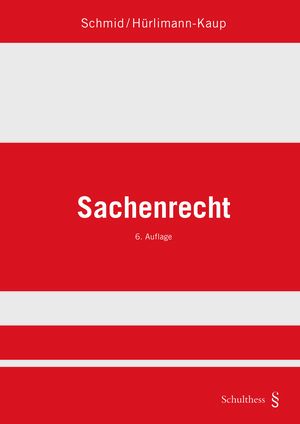 Schmid/Hürlimann-Kaup
Sachenrecht
6. Auflage
Schulthess §